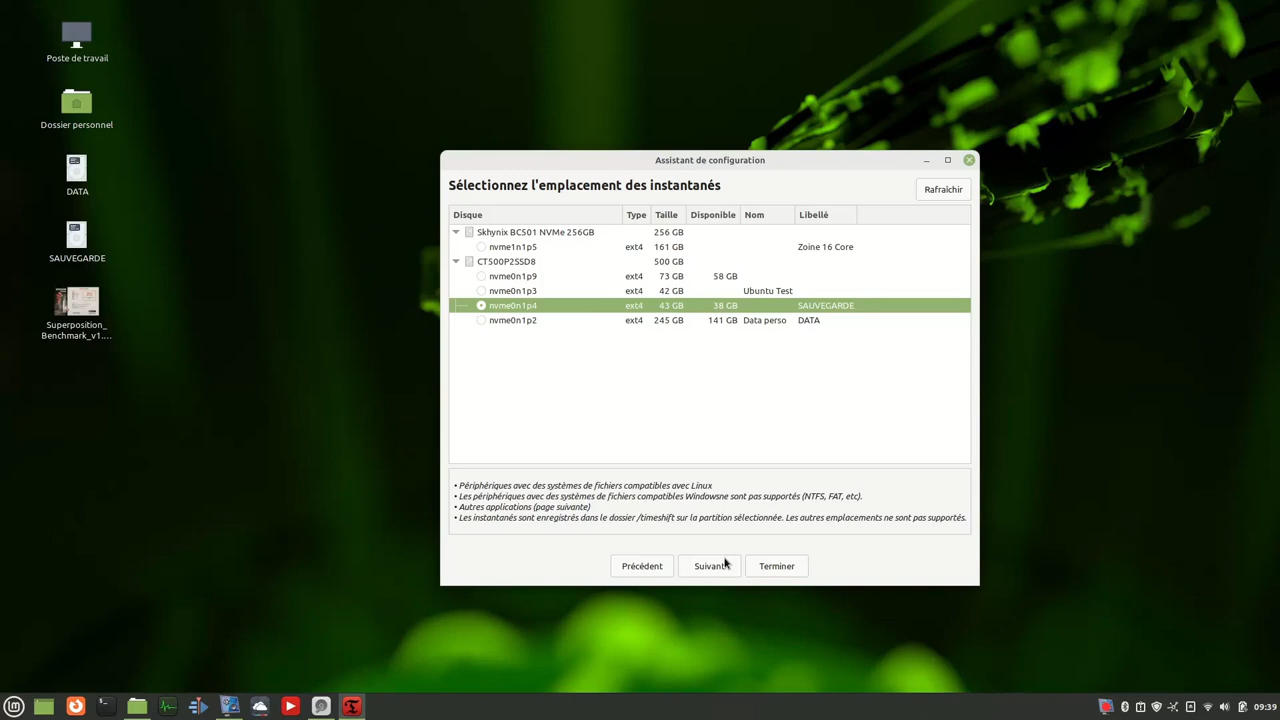 Poste de travail
Dossier personnel
DATA
SAUVEGARDE
Superposition_
Benchmark_v1....
Assistant de configuration
Sélectionnez l'emplacement des instantanés
Rafraîchir
Disque Type Taille Disponible Nom Libellé
Skhynix BC501 NVMe 256GB 256 GB
nvme1n1p5 ext4 161 GB Zoine 16 Core
CT500P2SSD8 500 GB
nvme0n1p9 ext4 73 GB 58 GB
nvme0n1p3 ext4 42 GB Ubuntu Test
nvme0n1p4 ext4 43 GB 38 GB SAUVEGARDE
nvme0n1p2 ext4 245 GB 141 GB Data perso DATA
• Périphériques avec des systèmes de fichiers compatibles avec Linux
• Les périphériques avec des systèmes de fichiers compatibles Windowsne sont pas supportés (NTFS, FAT, etc).
• Autres applications (page suivante)
• Les instantanés sont enregistrés dans le dossier /timeshift sur la partition sélectionnée. Les autres emplacements ne sont pas supportés.
Précédent Suivant Terminer
09:39